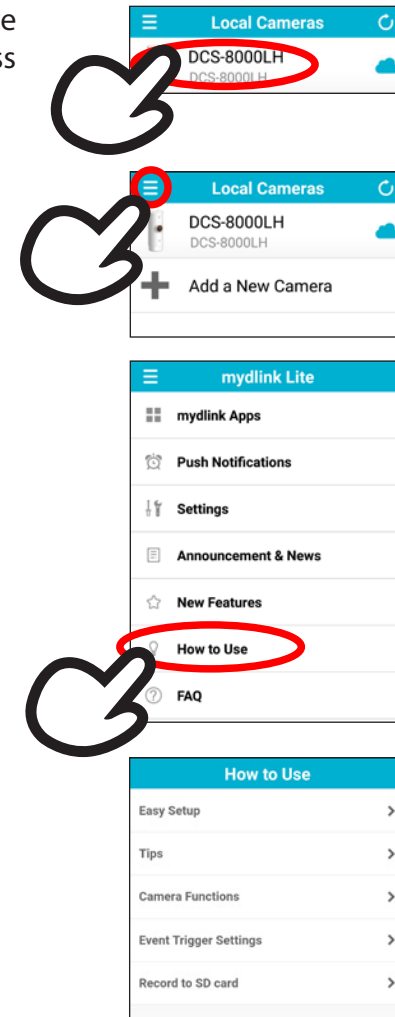 e
ss
Local Cameras
DCS-8000LH
DCS-8000LH
Local Cameras
DCS-8000LH
DCS-8000LH
Add a New Camera
mydlink Lite
mydlink Apps
Push Notifications
Settings
Announcement & News
New Features
How to Use
FAQ
How to Use
Easy Setup
Tips
Camera Functions
Event Trigger Settings
Record to SD card